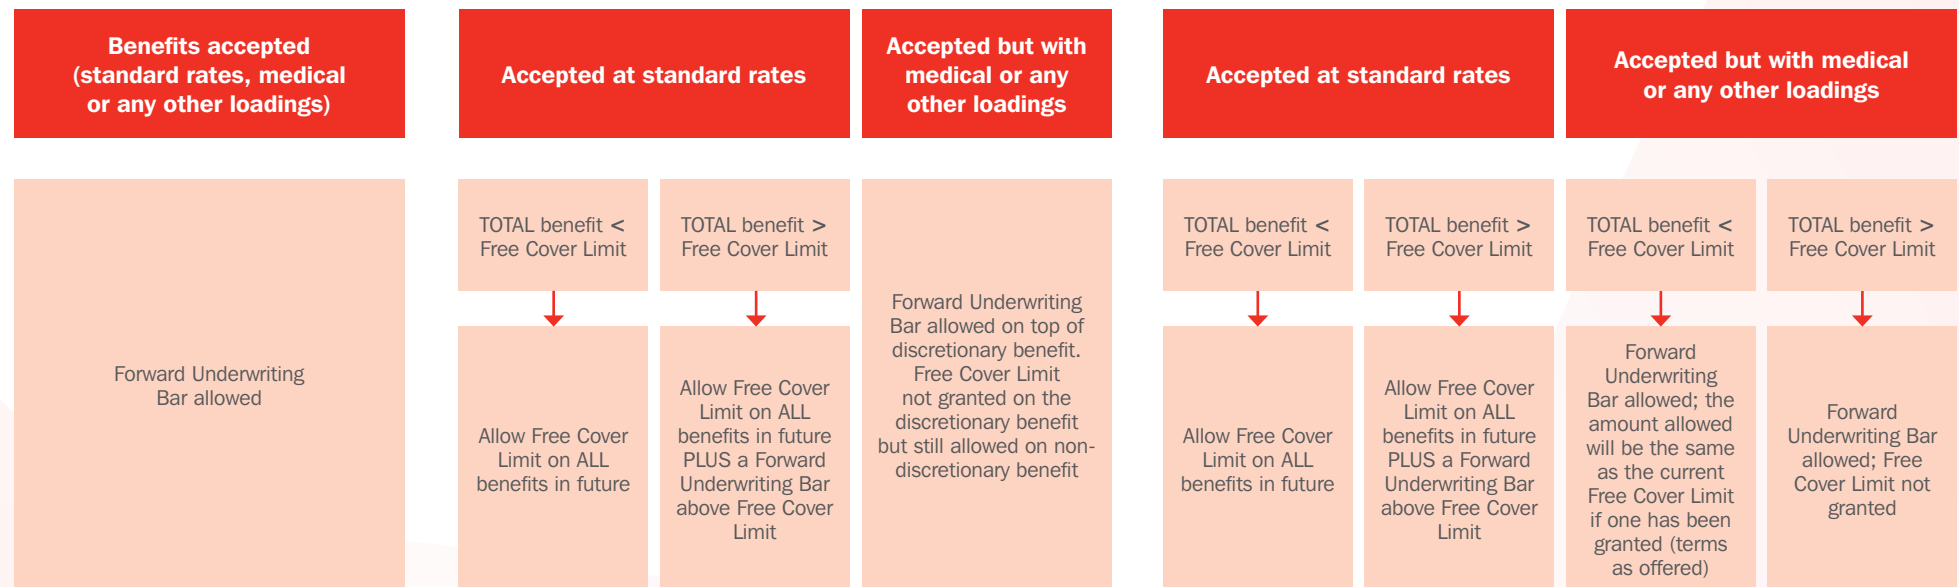 Benefits accepted
(standard rates, medical
or any other loadings)
Accepted at standard rates
Accepted but with
medical or any
other loadings
Accepted at standard rates
Accepted but with medical
or any other loadings
Forward Underwriting
Bar allowed
TOTAL benefit <
Free Cover Limit
Allow Free Cover
Limit on ALL
benefits in future
TOTAL benefit >
Free Cover Limit
Allow Free Cover
Limit on ALL
benefits in future
PLUS a Forward
Underwriting Bar
above Free Cover
Limit
Forward Underwriting
Bar allowed on top of
discretionary benefit.
Free Cover Limit
not granted on the
discretionary benefit
but still allowed on non-
discretionary benefit
TOTAL benefit <
Free Cover Limit
Allow Free Cover
Limit on ALL
benefits in future
TOTAL benefit >
Free Cover Limit
Allow Free Cover
Limit on ALL
benefits in future
PLUS a Forward
Underwriting Bar
above Free Cover
Limit
TOTAL benefit <
Free Cover Limit
Forward
Underwriting
Bar allowed; the
amount allowed
will be the same
as the current
Free Cover Limit
if one has been
granted (terms
as offered)
TOTAL benefit >
Free Cover Limit
Forward
Underwriting Bar
allowed; Free
Cover Limit not
granted